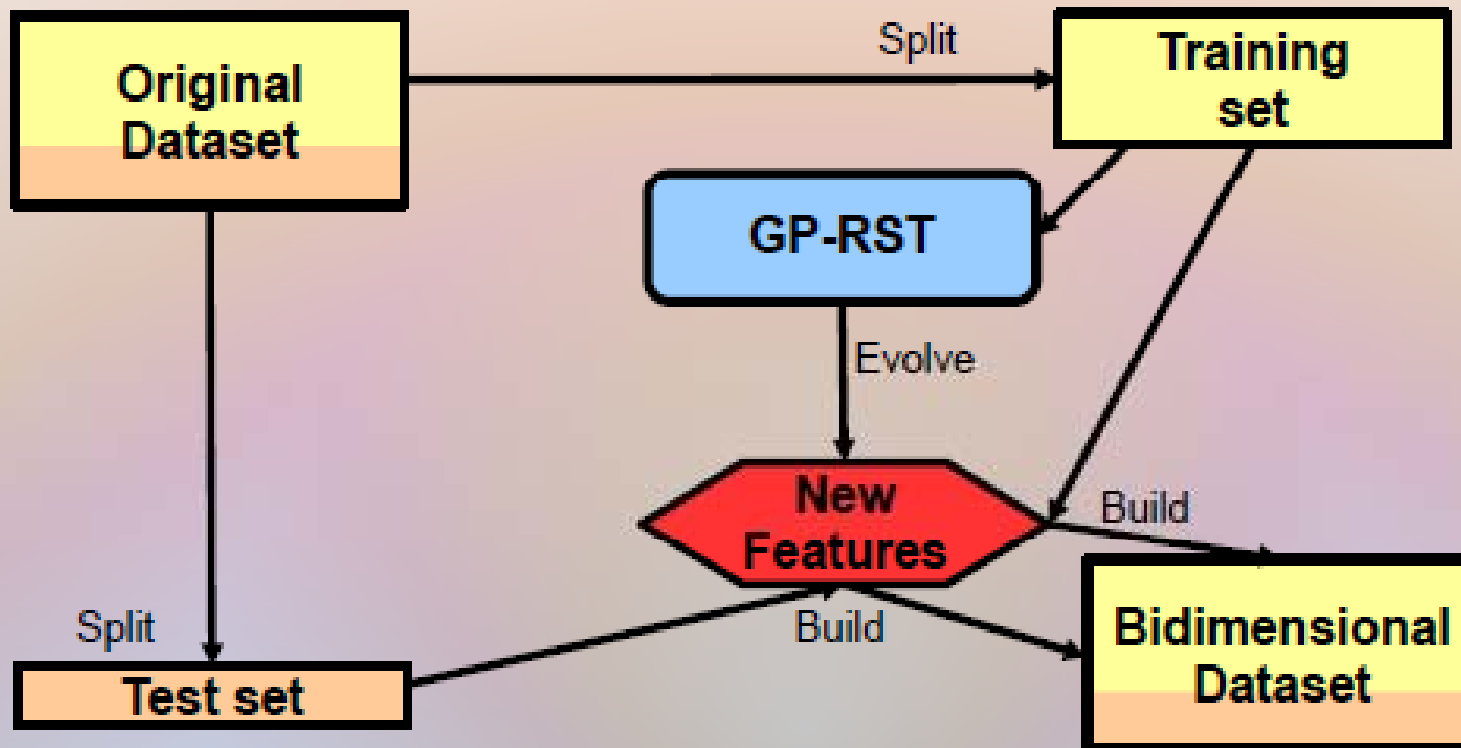 Split
Training
set
Original
Dataset
GP-RST
Evolve
New
Features
Build
Split
Build
Bidimensional
Dataset
Test set